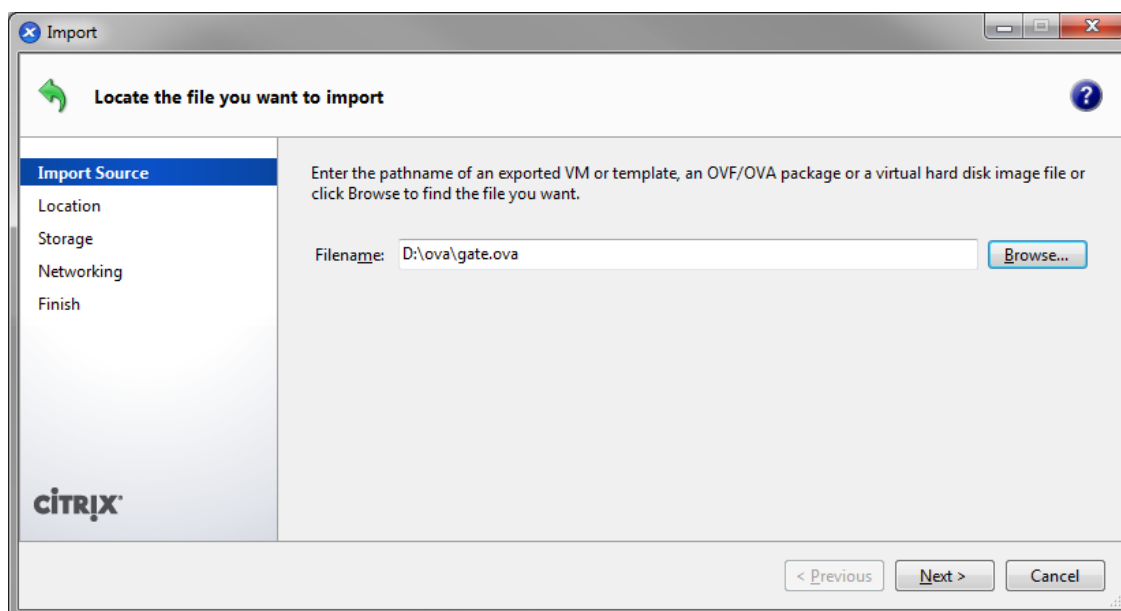 Import
Locate the file you want to import
Import Source
Location
Storage
Networking
Finish
Enter the pathname of an exported VM or template, an OVF/OVA package or a virtual hard disk image file or
click Browse to find the file you want.
Filename: D:\ova\gate.ova Browse...
CİTRIX
< Previous Next > Cancel